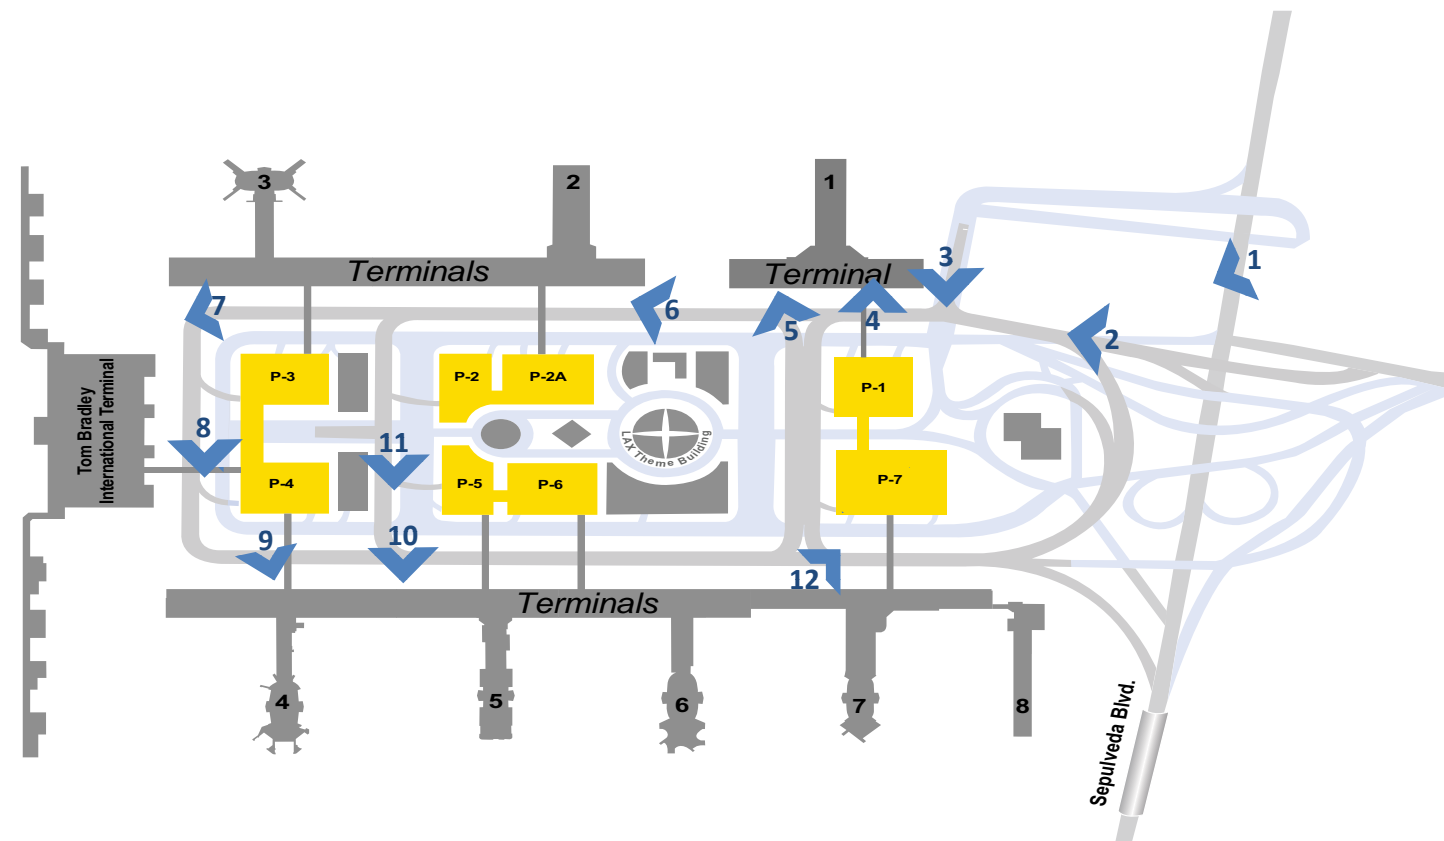 3
2
1
Terminals
Terminal
3
1
7
6
5
4
2
P-3
P-2
P-2A
P-1
8
11
LAX Theme Building
Tom Bradley
International Terminal
P-4
P-5
P-6
P-7
9
10
12
Terminals
4
5
6
7
8
Sepulveda Blvd.